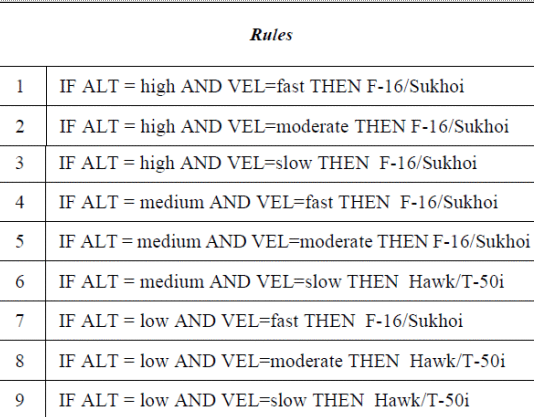 Rules
1 IF ALT = high AND VEL=fast THEN F-16/Sukhoi
2 IF ALT = high AND VEL=moderate THEN F-16/Sukhoi
3 IF ALT = high AND VEL=slow THEN F-16/Sukhoi
4 IF ALT = medium AND VEL=fast THEN F-16/Sukhoi
5 IF ALT = medium AND VEL=moderate THEN F-16/Sukhoi
6 IF ALT = medium AND VEL=slow THEN Hawk/T-50i
7 IF ALT = low AND VEL=fast THEN F-16/Sukhoi
8 IF ALT = low AND VEL=moderate THEN Hawk/T-50i
9 IF ALT = low AND VEL=slow THEN Hawk/T-50i